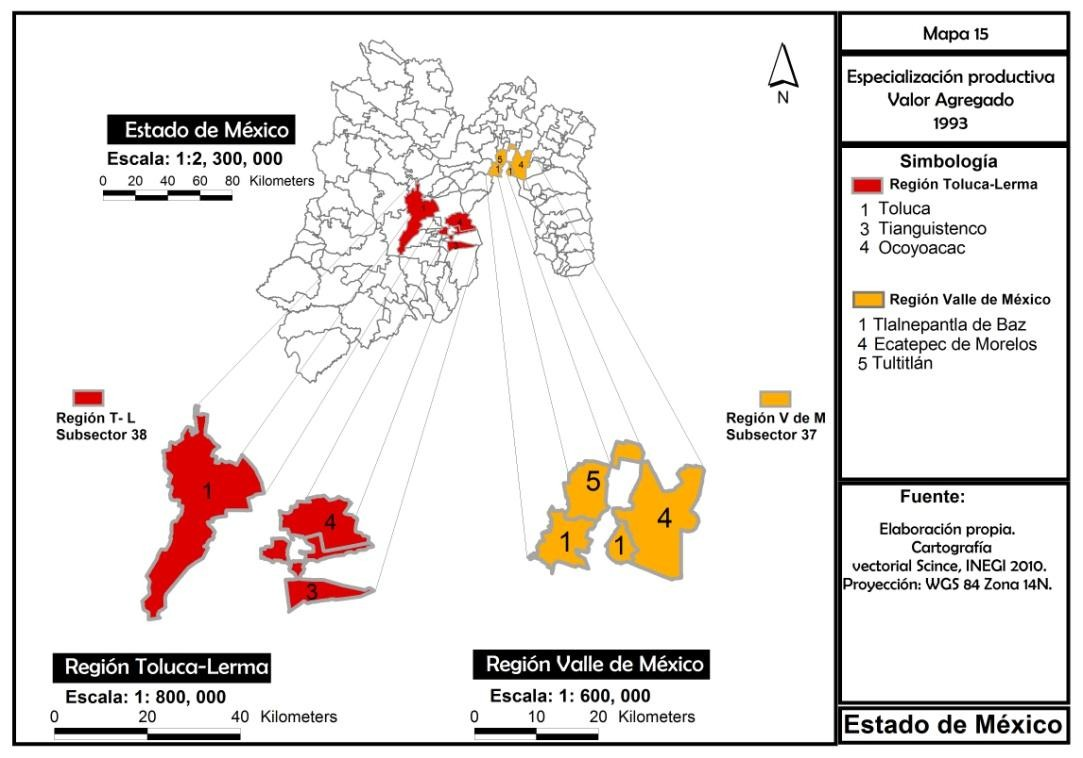 Mapa 15
Especialización productiva
Valor Agregado
1993
Simbología
Región Toluca-Lerma
1 Toluca
3 Tianguistenco
4 Ocoyoacac
Región Valle de México
1 Tlalnepantla de Baz
4 Ecatepec de Morelos
5 Tultitlán
Fuente:
Elaboración propia.
Cartografía
vectorial Scince, INEGI 2010.
Proyección: WGS 84 Zona 14N.
Estado de México
N
Estado de México
Escala: 1:2, 300, 000
0 20 40 60 80 Kilometers
5
1
1
4
Región T- L
Subsector 38
Región V de M
Subsector 37
1
4
3
5
1
1
4
Región Toluca-Lerma
Escala: 1: 800, 000
0 20 40 Kilometers
Región Valle de México
Escala: 1: 600, 000
0 10 20 Kilometers